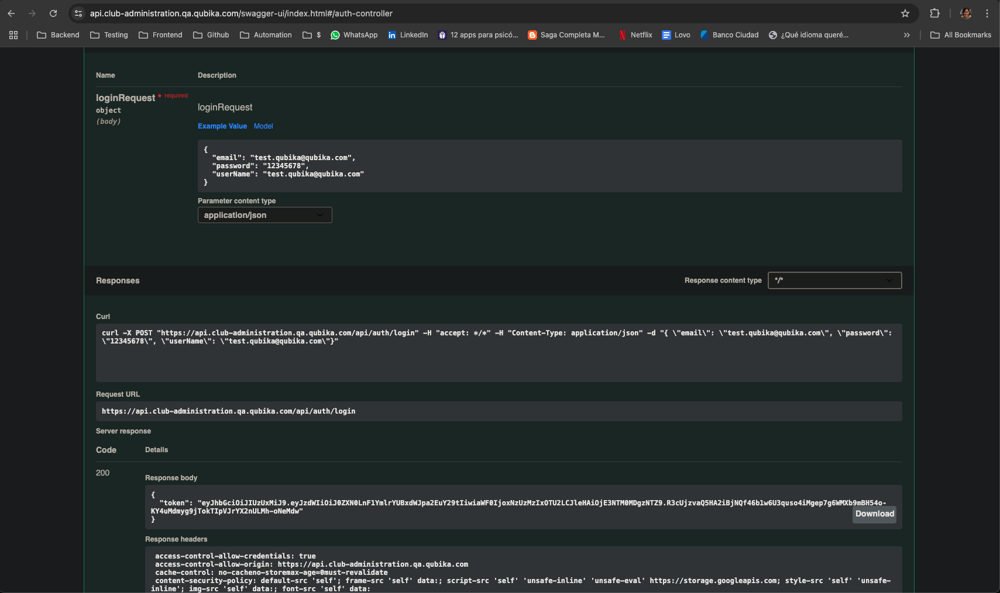 api.club-administration.qa.qubika.com/swagger-ui/index.html#/auth-controller
Backend Testing Frontend Github Automation $ WhatsApp LinkedIn 12 apps para psicó... Saga Completa M... Netflix Lovo Banco Ciudad ¿Qué idioma queré... » All Bookmarks
Name Description
loginRequest * required
object
(body)
loginRequest
Example Value Model
{
"email": "test.qubika@qubika.com",
"password": "12345678",
"userName": "test.qubika@qubika.com"
}
Parameter content type
application/json
Responses Response content type */*
Curl
curl -X POST "https://api.club-administration.qa.qubika.com/api/auth/login" -H "accept: */*" -H "Content-Type: application/json" -d "{ \"email\": \"test.qubika@qubika.com\", \"password\":
\"12345678\", \"userName\": \"test.qubika@qubika.com\"}"
Request URL
https://api.club-administration.qa.qubika.com/api/auth/login
Server response
Code Details
200
Response body
{
"token": "eyJhbGciOiJIUzUxMiJ9.eyJzdWIiOiJ0ZXN0LnF1YmlrYUBxdWJpa2EuY29tIiwiaWF0IjoxNzUzMzIxOTU2LCJleHAiOjE3NTM0MDgzNTZ9.R3cUjzvaQ5HA2iBjNQf46b1w6U3quso4iMgep7g6WMXb9mBH54o-
KY4uMdmyg9jTokTIpVJrYX2nULMh-oNeMdw"
}
Download
Response headers
access-control-allow-credentials: true
access-control-allow-origin: https://api.club-administration.qa.qubika.com
cache-control: no-cacheno-storemax-age=0must-revalidate
content-security-policy: default-src 'self'; frame-src 'self' data:; script-src 'self' 'unsafe-inline' 'unsafe-eval' https://storage.googleapis.com; style-src 'self' 'unsafe-
inline'; img-src 'self' data:; font-src 'self' data: